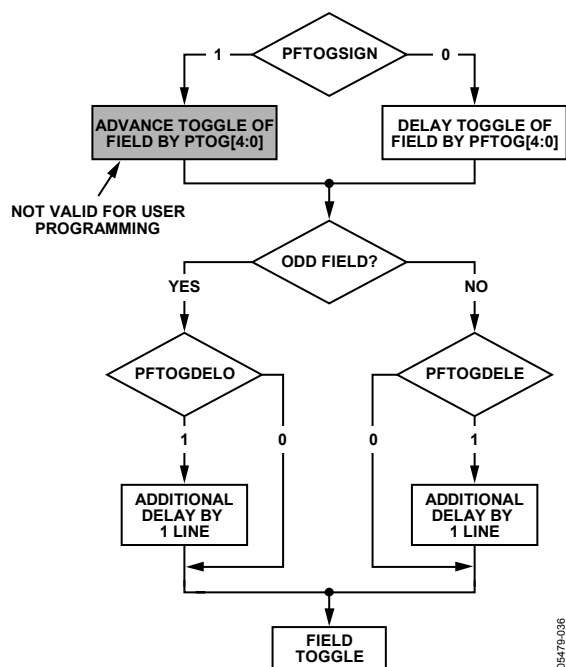 PFTOGSIGN
1
0
ADVANCE TOGGLE OF
FIELD BY PTOG[4:0]
DELAY TOGGLE OF
FIELD BY PFTOG[4:0]
NOT VALID FOR USER
PROGRAMMING
ODD FIELD?
YES
NO
PFTOGDELO
PFTOGDELE
1
0
0
1
ADDITIONAL
DELAY BY
1 LINE
ADDITIONAL
DELAY BY
1 LINE
FIELD
TOGGLE
05479-036